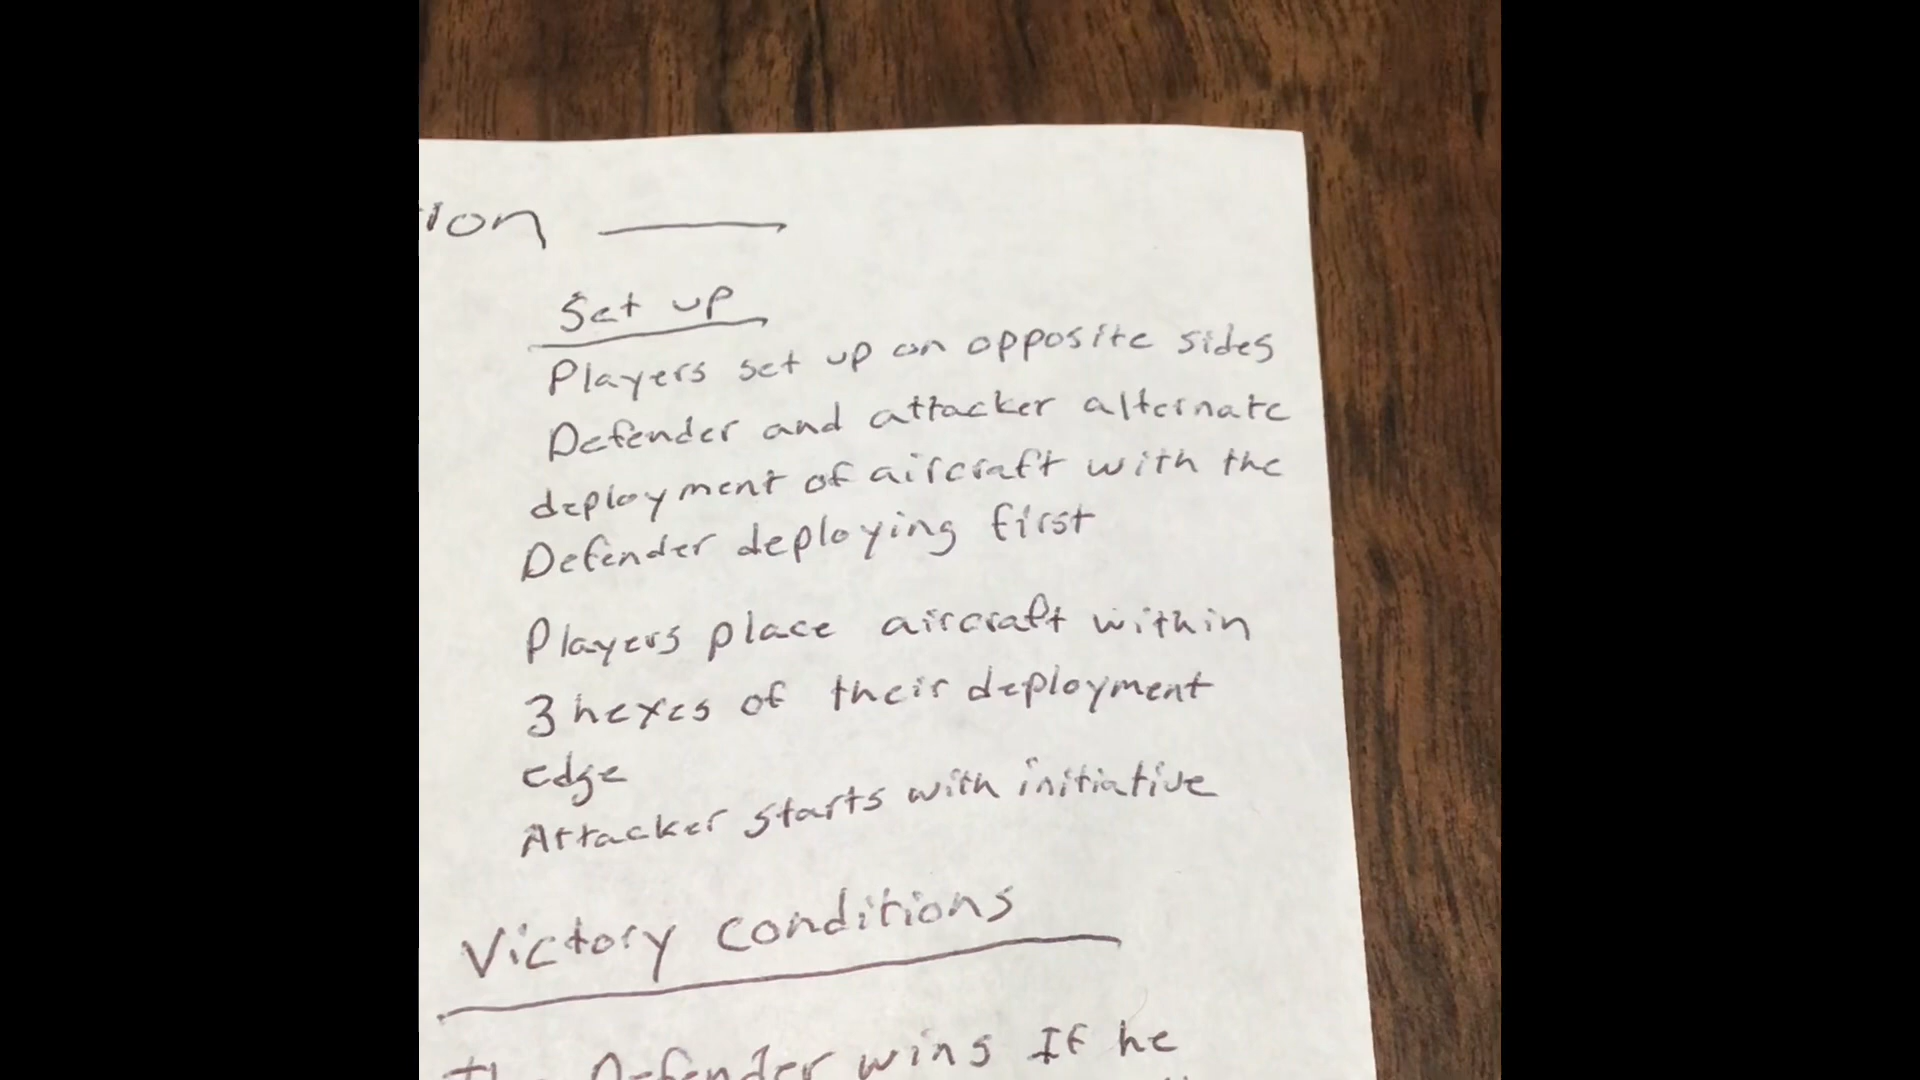 ion
Set up
Players set up on opposite sides
Defender and attacker alternate
deployment of aircraft with the
Defender deploying first
Players place aircraft within
3 hexes of their deployment
edge
Attacker starts with initiative
Victory conditions
The Defender wins If he